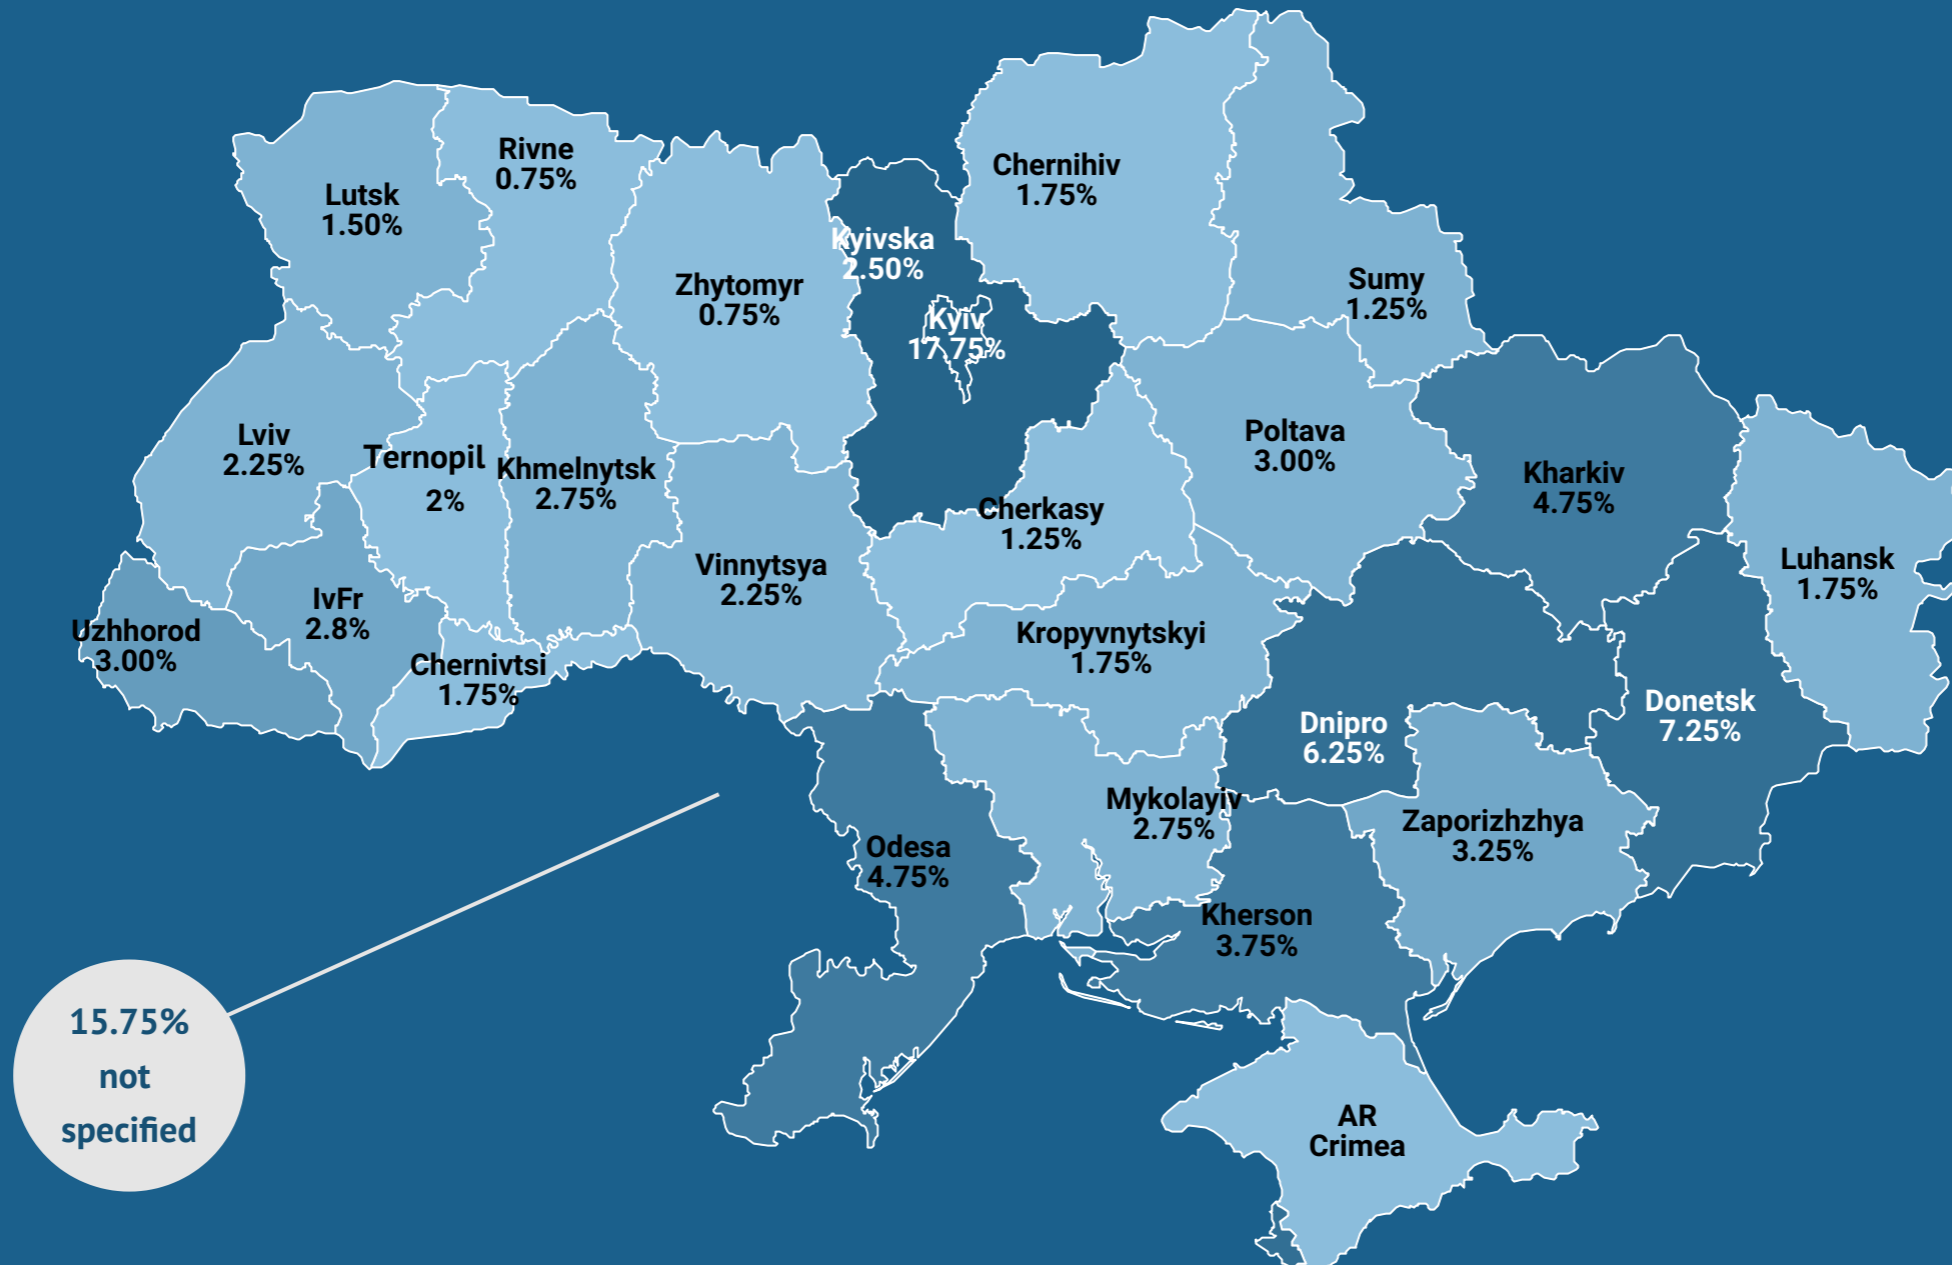 Rivne
0.75%
Chernihiv
1.75%
Lutsk
1.50%
Kyivska
2.50%
Zhytomyr
0.75%
Sumy
1.25%
Kyiv
17.75%
Lviv
2.25%
Ternopil
2%
Khmelnytsk
2.75%
Poltava
3.00%
Kharkiv
4.75%
Cherkasy
1.25%
Vinnytsya
2.25%
Luhansk
1.75%
IvFr
2.8%
Uzhhorod
3.00%
Kropyvnytskyi
1.75%
Chernivtsi
1.75%
Donetsk
7.25%
Dnipro
6.25%
Mykolayiv
2.75%
Zaporizhzhya
3.25%
Odesa
4.75%
Kherson
3.75%
15.75%
not
specified
AR
Crimea